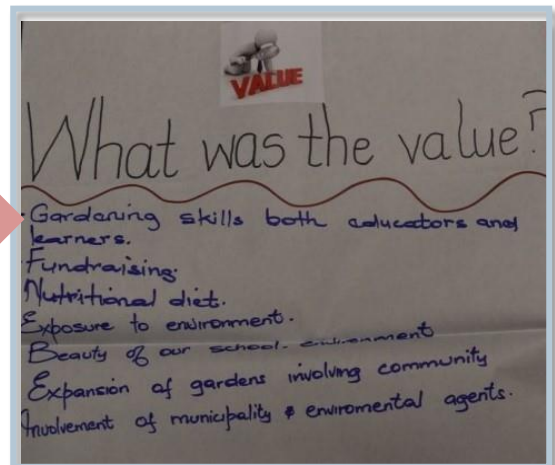 VALUE
What was the value?
. Gardening skills both educators and
learners.
Fundraising.
Nutritional diet.
Exposure to environment.
Beauty of our school environment
Expansion of gardens involving community
Involvement of municipality & enviromental agents.